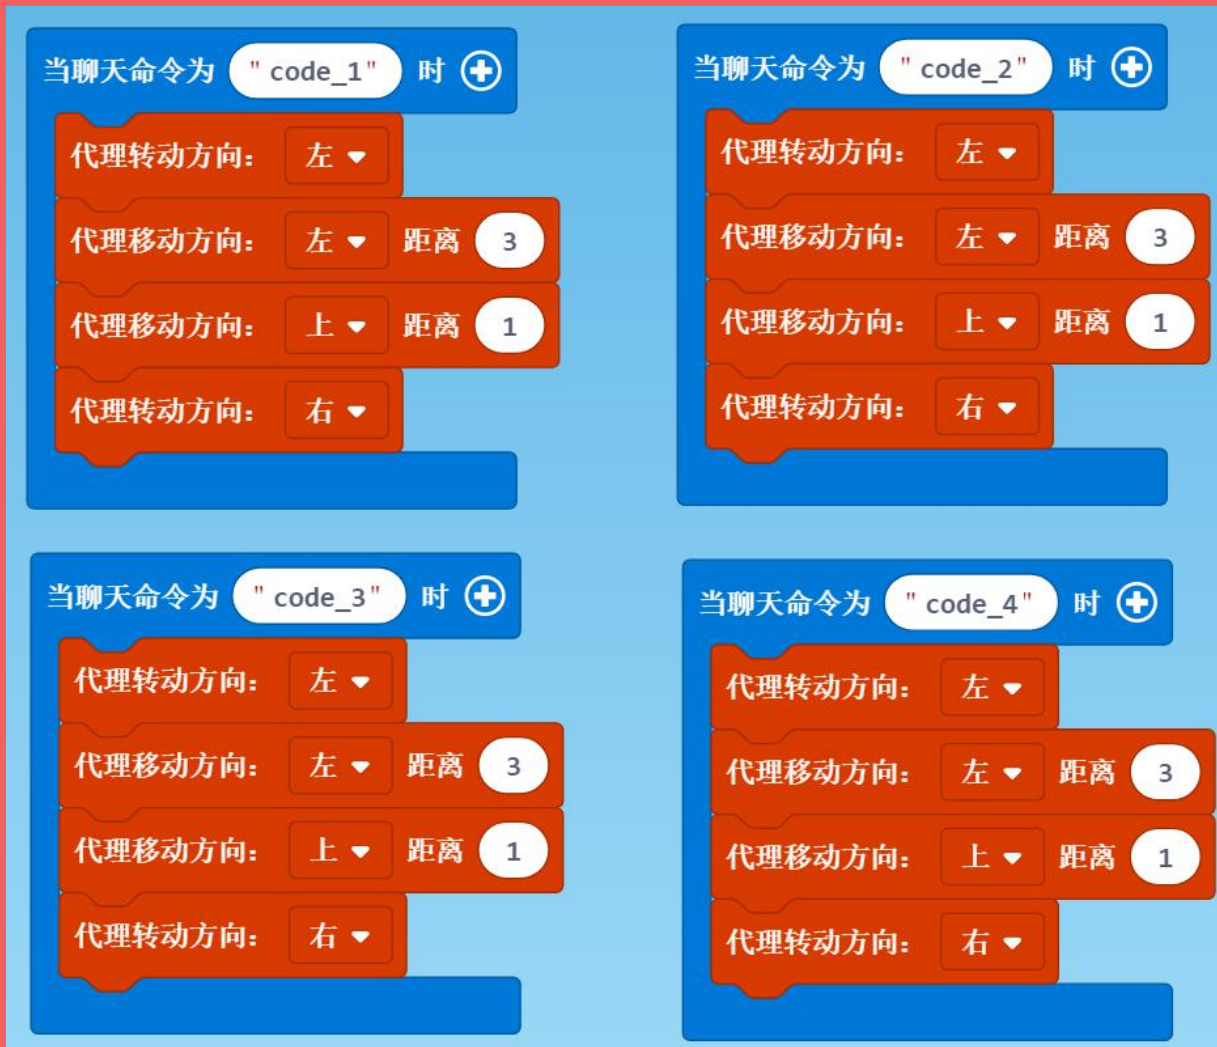 当聊天命令为 "code_1" 时
代理转动方向： 左
代理移动方向： 左 距离 3
代理移动方向： 上 距离 1
代理转动方向： 右
当聊天命令为 "code_2" 时
代理转动方向： 左
代理移动方向： 左 距离 3
代理移动方向： 上 距离 1
代理转动方向： 右
当聊天命令为 "code_3" 时
代理转动方向： 左
代理移动方向： 左 距离 3
代理移动方向： 上 距离 1
代理转动方向： 右
当聊天命令为 "code_4" 时
代理转动方向： 左
代理移动方向： 左 距离 3
代理移动方向： 上 距离 1
代理转动方向： 右